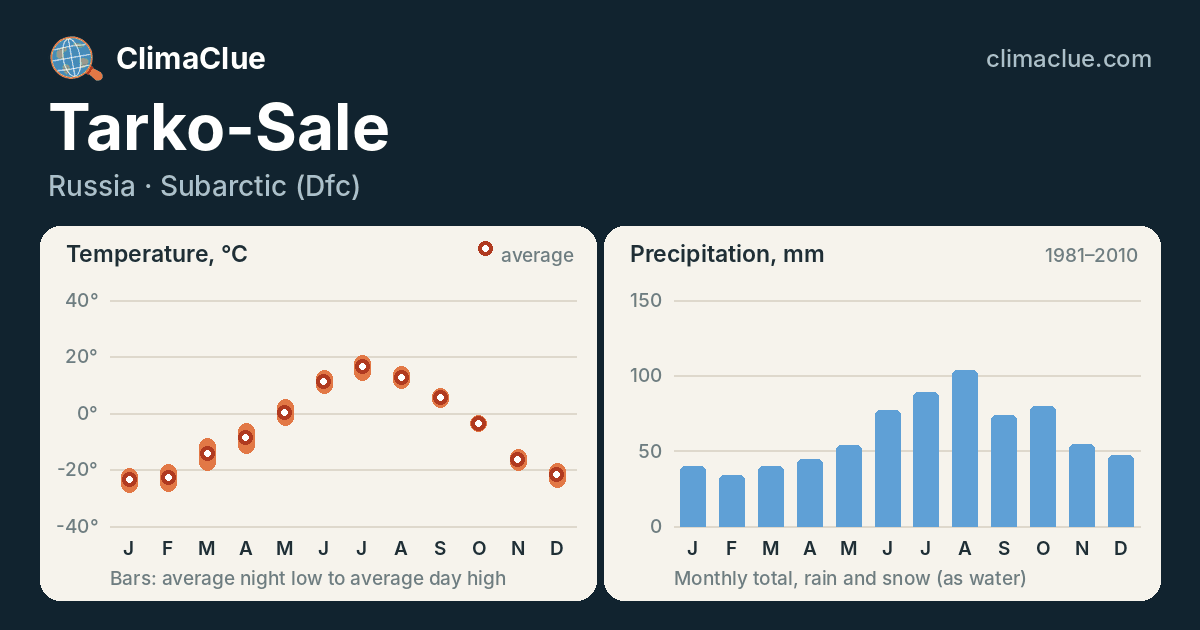 ClimaClue
climaclue.com
Tarko-Sale
Russia · Subarctic (Dfc)
Temperature, °C
average
40°
20°
0°
-20°
-40°
J F M A M J J A S O N D
Bars: average night low to average day high
Precipitation, mm
1981–2010
150
100
50
0
J F M A M J J A S O N D
Monthly total, rain and snow (as water)